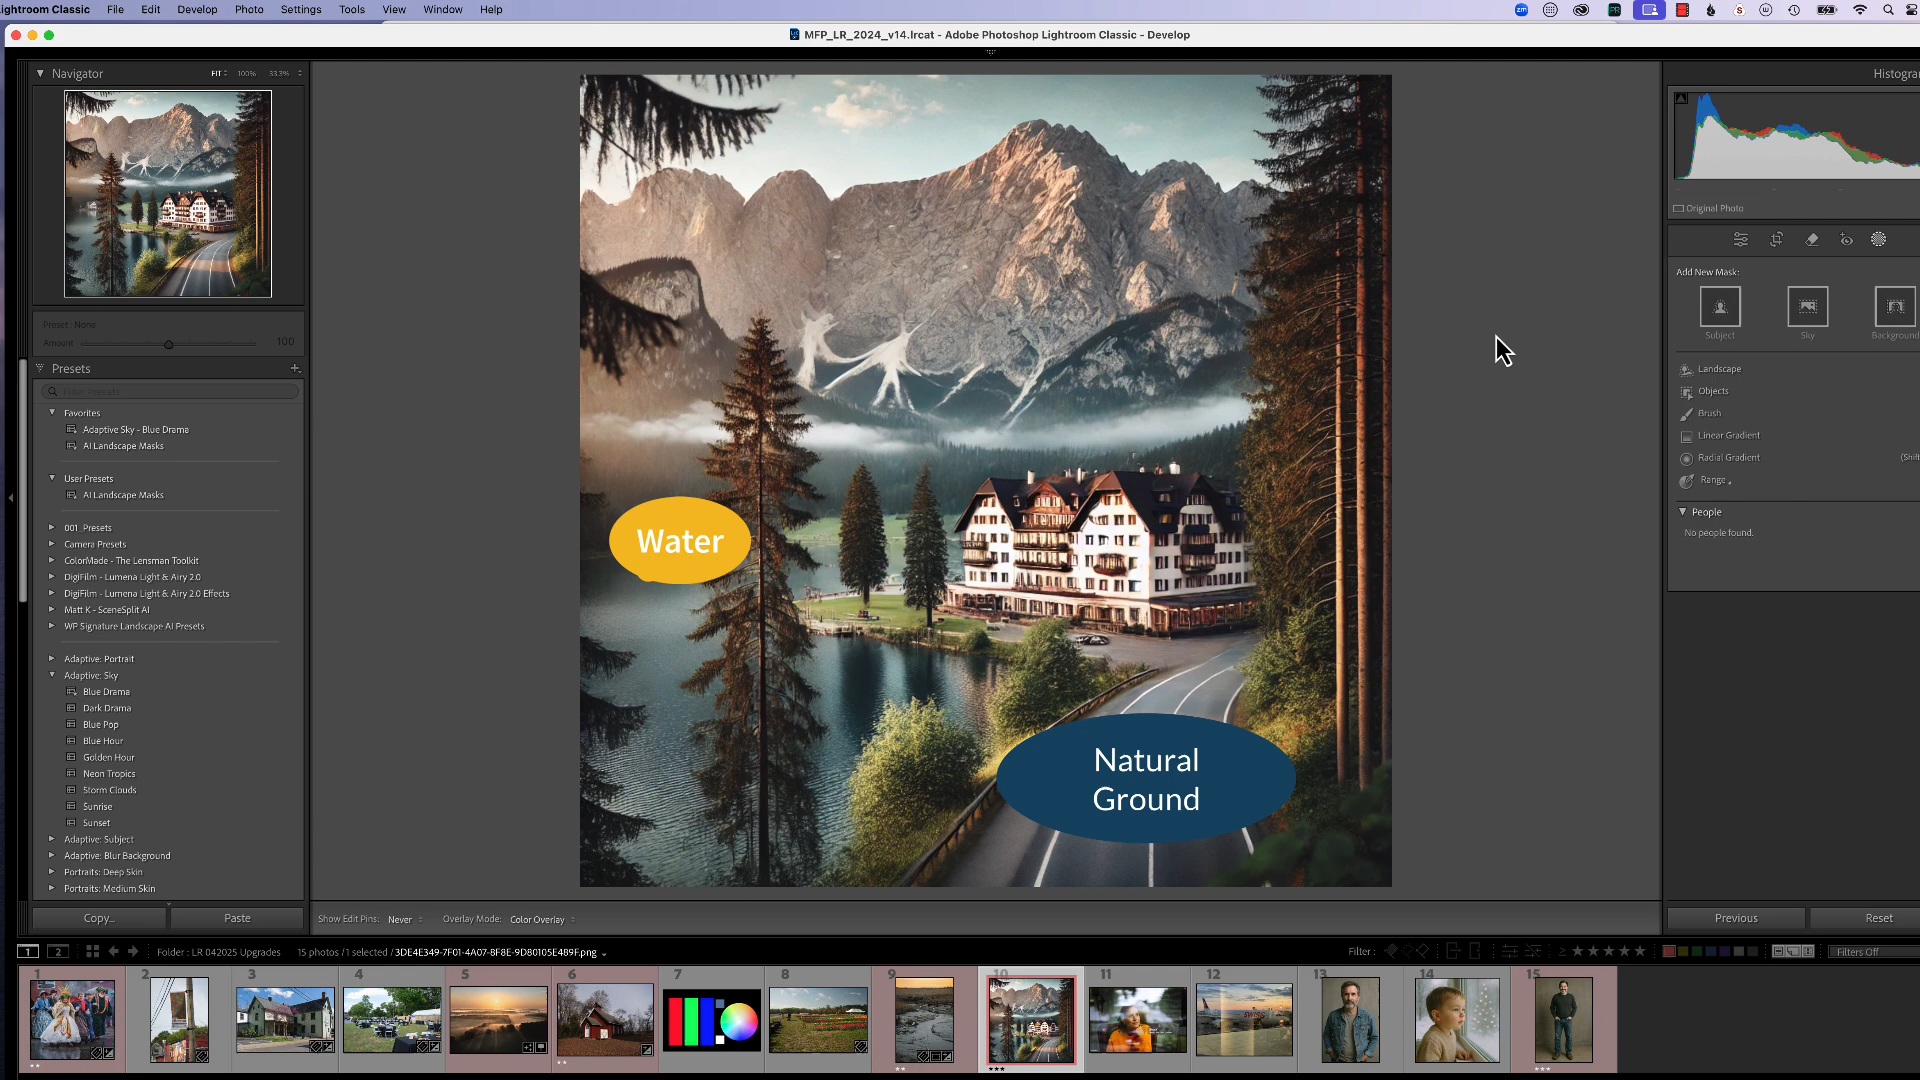 Lightroom Classic File Edit Develop Photo Settings Tools View Window Help
MFP_LR_2024_v14.lrcat - Adobe Photoshop Lightroom Classic - Develop
Navigator FIT 100% 33.3%
Preset: None
Amount 100
Presets
Filter Presets
Favorites
Adaptive Sky - Blue Drama
AI Landscape Masks
User Presets
AI Landscape Masks
001_Presets
Camera Presets
ColorMade - The Lensman Toolkit
DigiFilm - Lumena Light & Airy 2.0
DigiFilm - Lumena Light & Airy 2.0 Effects
Matt K - SceneSplit AI
WP Signature Landscape AI Presets
Adaptive: Portrait
Adaptive: Sky
Blue Drama
Dark Drama
Blue Pop
Blue Hour
Golden Hour
Neon Tropics
Storm Clouds
Sunrise
Sunset
Adaptive: Subject
Adaptive: Blur Background
Portraits: Deep Skin
Portraits: Medium Skin
Copy... Paste
Water
Natural
Ground
Histogram
Original Photo
Add New Mask:
Subject Sky Background
Landscape
Objects
Brush
Linear Gradient
Radial Gradient (Shift
Range
People
No people found.
Previous Reset
Show Edit Pins: Never Overlay Mode: Color Overlay
1 2 Folder : LR 042025 Upgrades 15 photos /1 selected /3DE4E349-7F01-4A07-8F8E-9D80105E489F.png Filter : Filters Off
1 2 3 4 5 6 7 8 9 10 11 12 13 14 15
SWISS